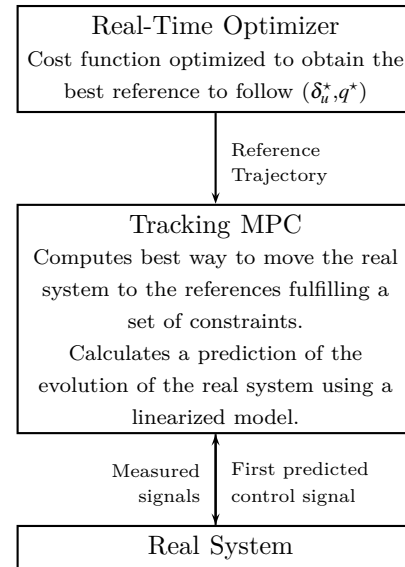 Real-Time Optimizer
Cost function optimized to obtain the
best reference to follow (δ_u^⋆,q^⋆)
Reference
Trajectory
Tracking MPC
Computes best way to move the real
system to the references fulfilling a
set of constraints.
Calculates a prediction of the
evolution of the real system using a
linearized model.
Measured
signals
First predicted
control signal
Real System